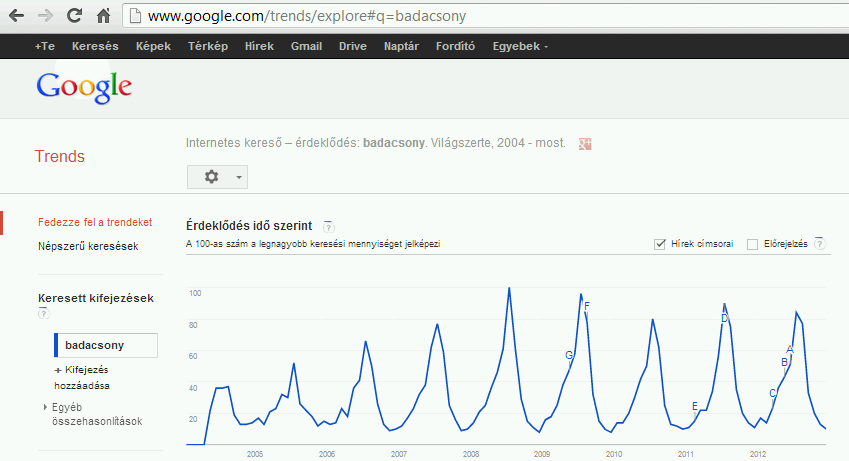 www.google.com/trends/explore#q=badacsony
+Te Keresés Képek Térkép Hírek Gmail Drive Naptár Fordító Egyebek
Google
Trends
Internetes kereső – érdeklődés: badacsony. Világszerte, 2004 - most.
g+1
Fedezze fel a trendeket
Népszerű keresések
Keresett kifejezések
?
badacsony
+ Kifejezés
hozzáadása
Egyéb
összehasonlítások
Érdeklődés idő szerint ?
A 100-as szám a legnagyobb keresési mennyiséget jelképezi
Hírek címsorai Előrejelzés ?
100
80
60
40
20
G F E D C B A
2005 2006 2007 2008 2009 2010 2011 2012